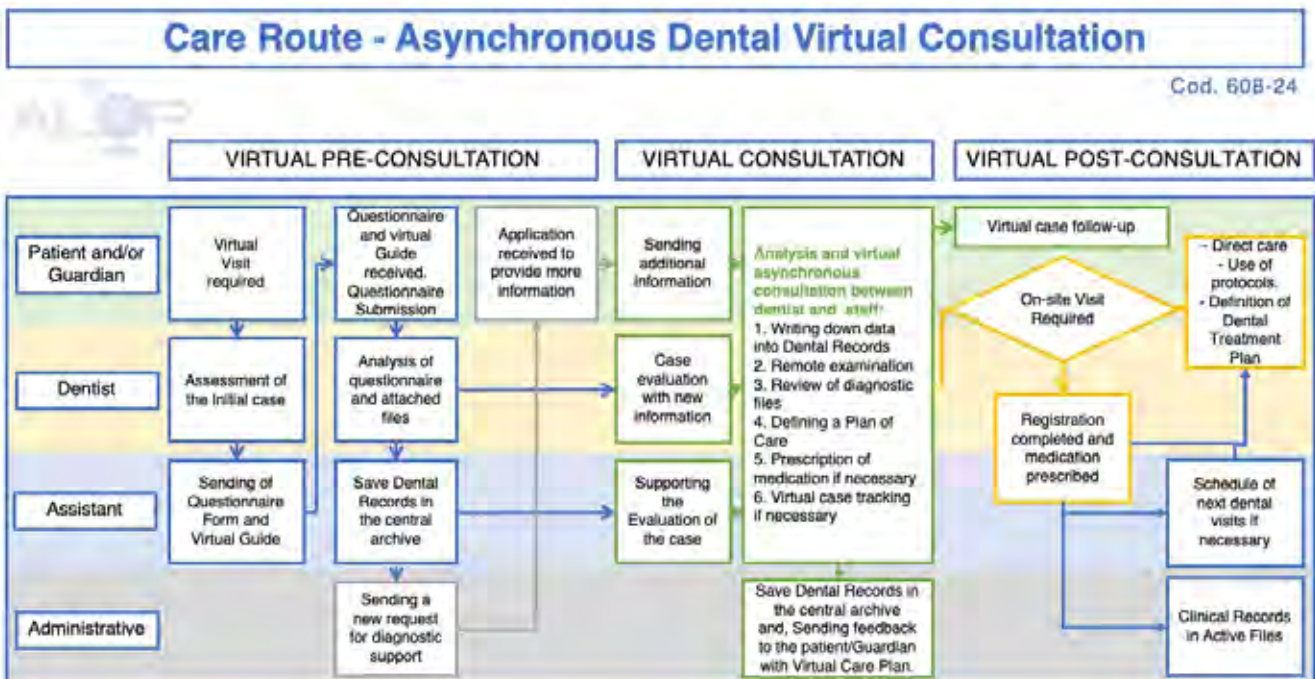 Care Route - Asynchronous Dental Virtual Consultation
Cod. 608-24
VIRTUAL PRE-CONSULTATION
VIRTUAL CONSULTATION
VIRTUAL POST-CONSULTATION
Patient and/or
Guardian
Virtual
Visit
required
Questionnaire
and virtual
Guide
received.
Questionnaire
Submission
Application
received to
provide more
information
Sending
additional
information
Analysis and virtual
asynchronous
consultation between
dentist and staff:
1. Writing down data
into Dental Records
2. Remote examination
3. Review of diagnostic
files
4. Defining a Plan of
Care
5. Prescription of
medication if necessary
6. Virtual case tracking
if necessary
Virtual case follow-up
On-site Visit
Required
- Direct care
- Use of
protocols.
- Definition of
Dental
Treatment
Plan
Dentist
Assessment of
the Initial case
Analysis of
questionnaire
and attached
files
Case
evaluation
with new
information
Registration
completed and
medication
prescribed
Assistant
Sending of
Questionnaire
Form and
Virtual Guide
Save Dental
Records in
the central
archive
Supporting
the
Evaluation of
the case
Schedule of
next dental
visits if
necessary
Administrative
Sending a
new request
for diagnostic
support
Save Dental Records in
the central archive
and, Sending feedback
to the patient/Guardian
with Virtual Care Plan.
Clinical Records
in Active Files